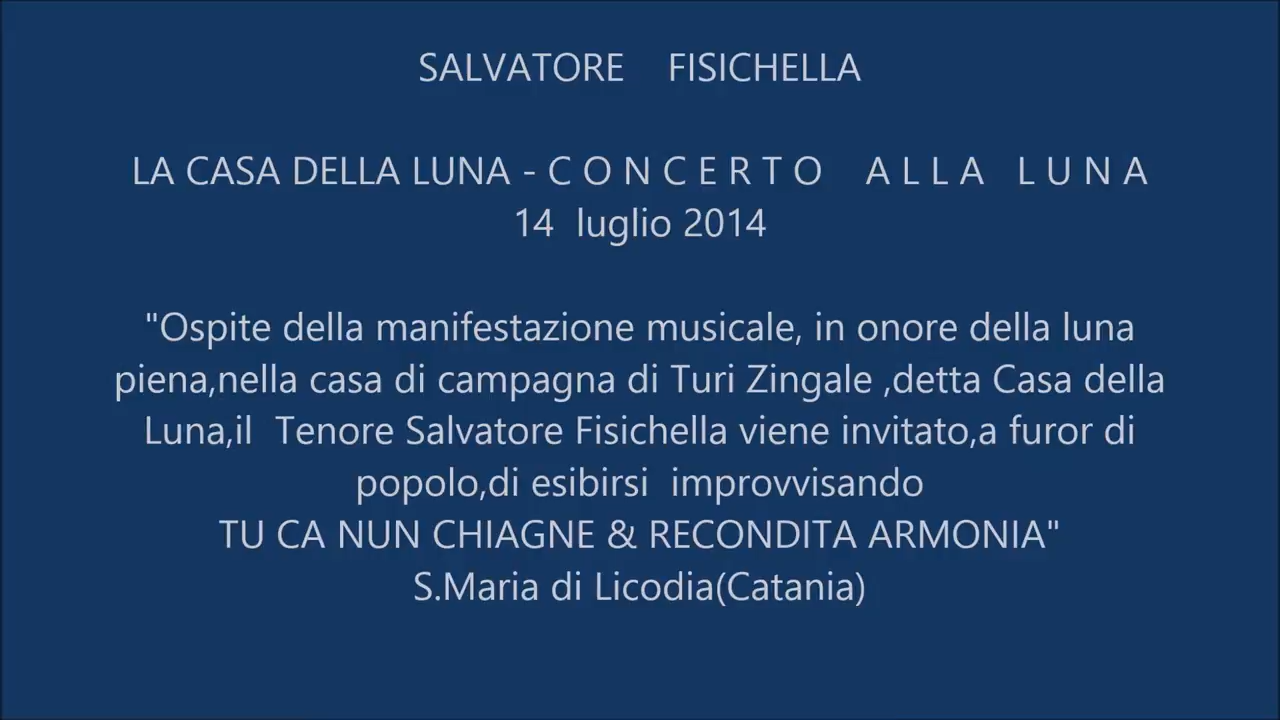 SALVATORE FISICHELLA
LA CASA DELLA LUNA - C O N C E R T O A L L A L U N A
14 luglio 2014
"Ospite della manifestazione musicale, in onore della luna
piena,nella casa di campagna di Turi Zingale ,detta Casa della
Luna,il Tenore Salvatore Fisichella viene invitato,a furor di
popolo,di esibirsi improvvisando
TU CA NUN CHIAGNE & RECONDITA ARMONIA"
S.Maria di Licodia(Catania)